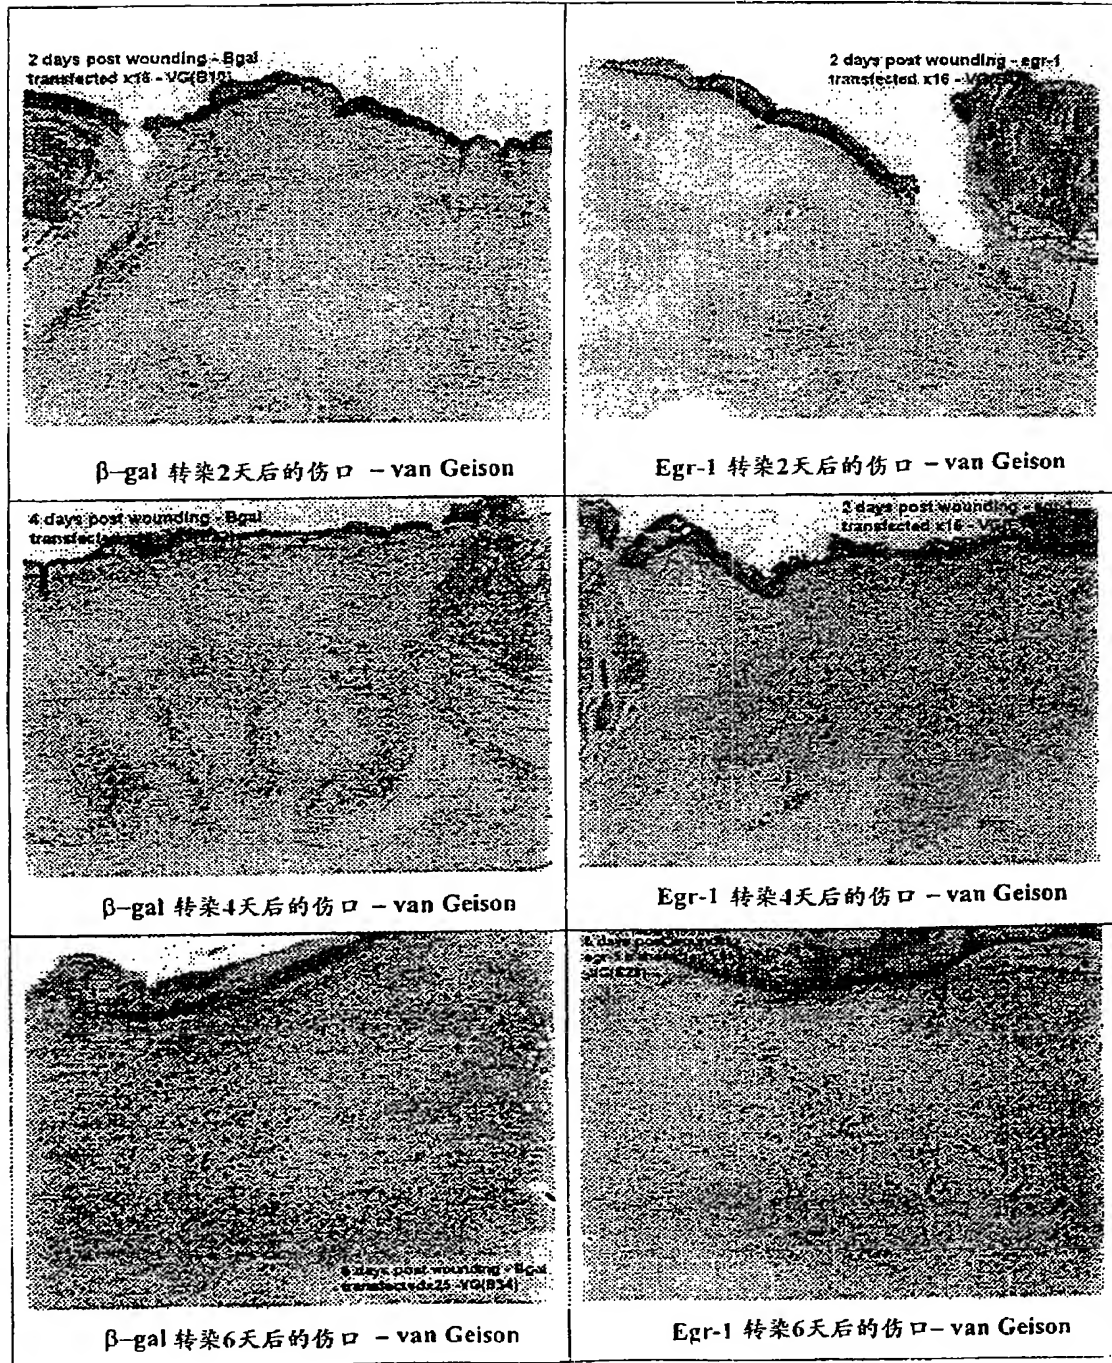 2 days post wounding - Bgal
transfected x16 - VG(B10)
2 days post wounding - egr-1
transfected x16 -
β–gal 转染2天后的伤口 – van Geison
Egr-1 转染2天后的伤口 – van Geison
4 days post wounding - Bgal
transfected
2 days post wounding -
transfected x16 -
β–gal 转染4天后的伤口 – van Geison
Egr-1 转染4天后的伤口 – van Geison
days post wounding - Bgal
transfected x25 -VG(B34)
days post wounding
β–gal 转染6天后的伤口 – van Geison
Egr-1 转染6天后的伤口– van Geison